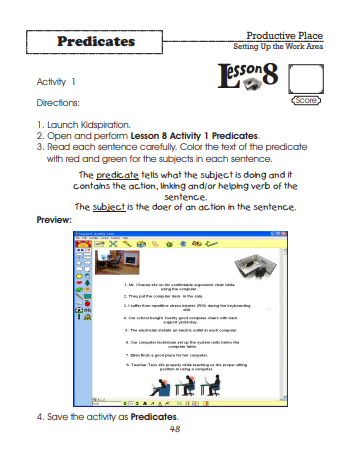 Predicates
Productive Place
Setting Up the Work Area
Lesson 8
Activity 1
Score
Directions:
1. Launch Kidspiration.
2. Open and perform Lesson 8 Activity 1 Predicates.
3. Read each sentence carefully. Color the text of the predicate
with red and green for the subjects in each sentence.
The predicate tells what the subject is doing and it
contains the action, linking and/or helping verb of the
sentence.
The subject is the doer of an action in the sentence.
Preview:
1. Mr. Chavez sits on his comfortable ergonomic chair while
using the computer.
2. They put the computer desk in the sala.
3. I suffer from repetitive stress injuries (RSI) during the keyboarding
drill.
4. Our school bought twenty good computer chairs with back
support yesterday.
5. The electrician installs an electric outlet in each computer.
6. Our computer technician set up the system units below the
computer table.
7. Ellen finds a good place for her computer.
8. Teacher Tess sits properly while teaching us the proper sitting
position in using a computer.
4. Save the activity as Predicates.
48